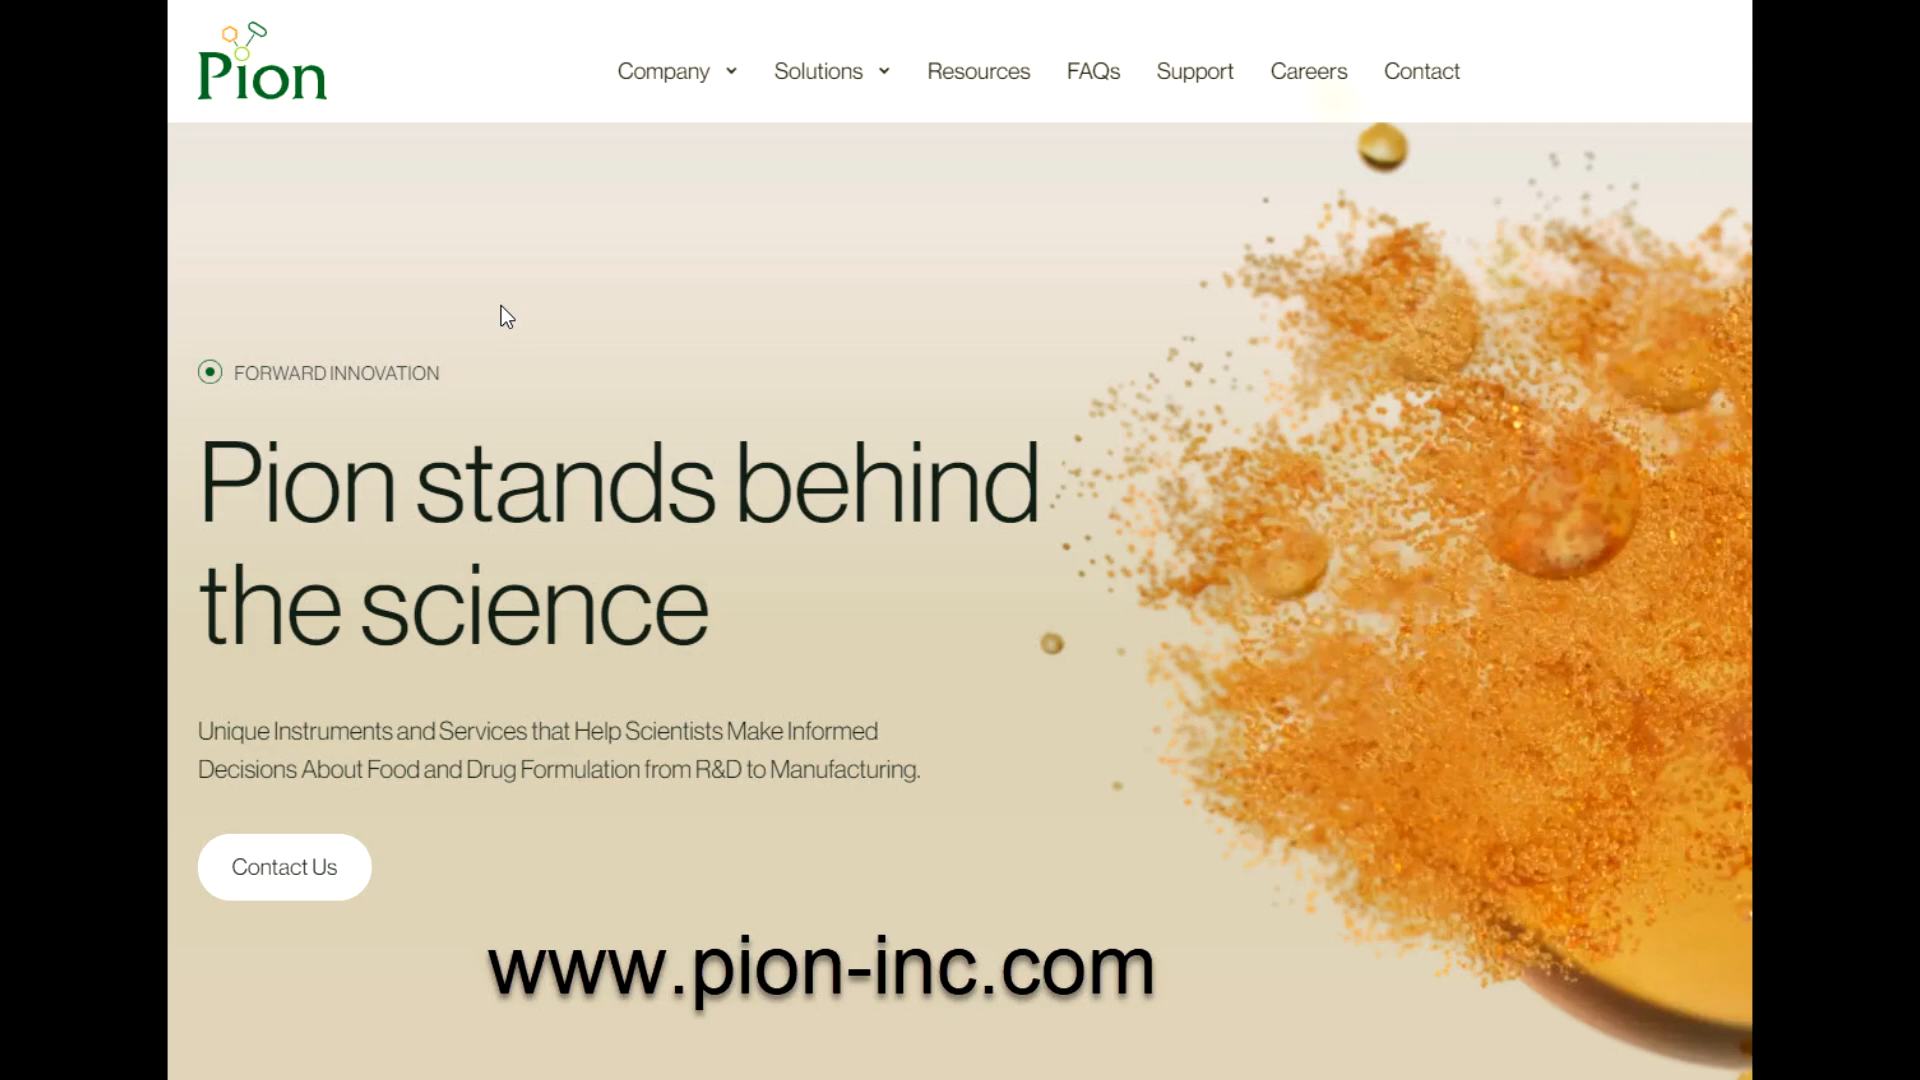 Pion
Company
Solutions
Resources
FAQs
Support
Careers
Contact
FORWARD INNOVATION
Pion stands behind
the science
Unique Instruments and Services that Help Scientists Make Informed
Decisions About Food and Drug Formulation from R&D to Manufacturing.
Contact Us
www.pion-inc.com